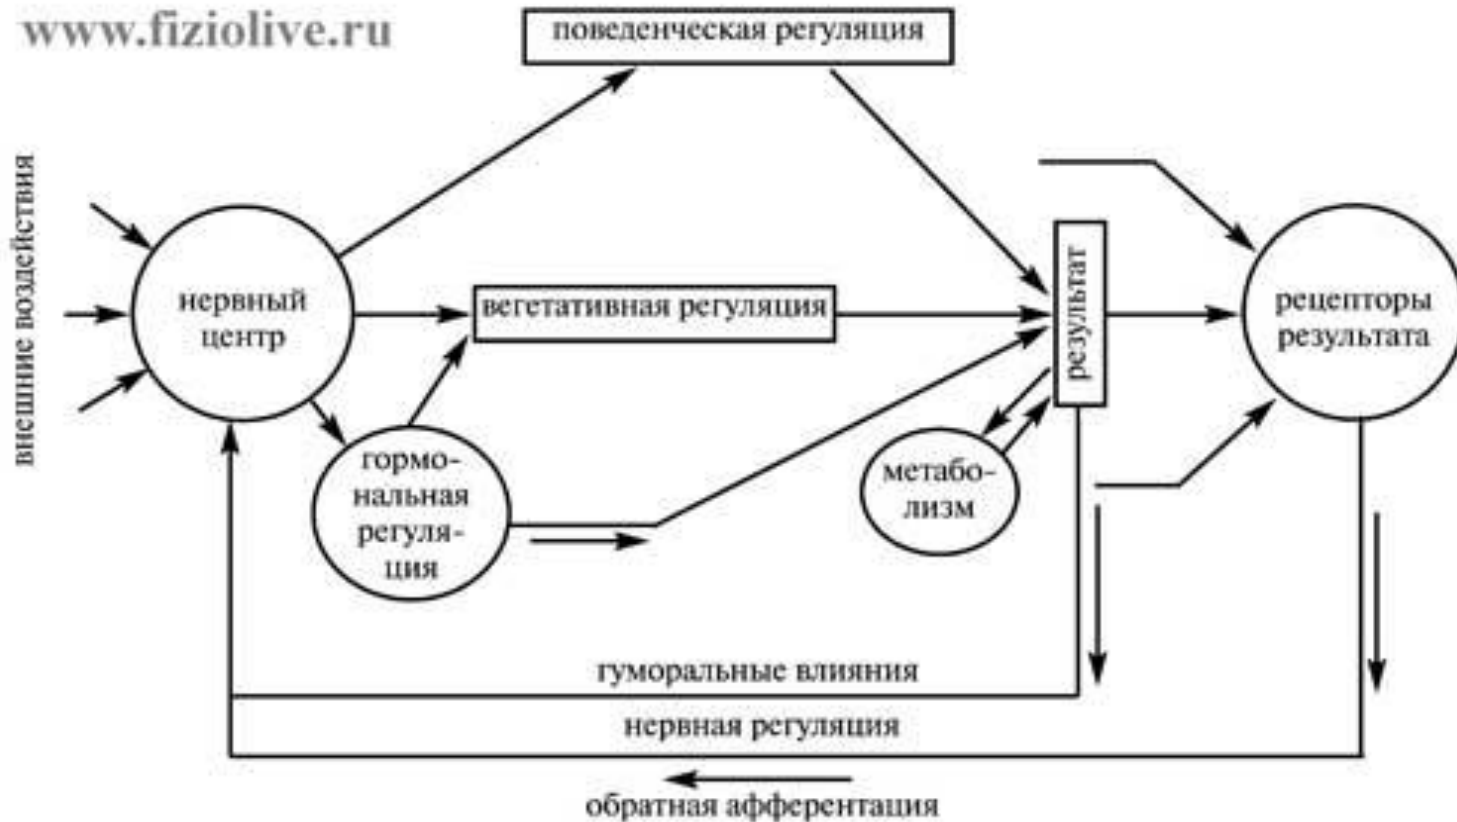 www.fiziolive.ru
поведенческая регуляция
внешние воздействия
нервный
центр
вегетативная регуляция
результат
рецепторы
результата
гормо-
нальная
регуля-
ция
метабо-
лизм
гуморальные влияния
нервная регуляция
обратная афферентация